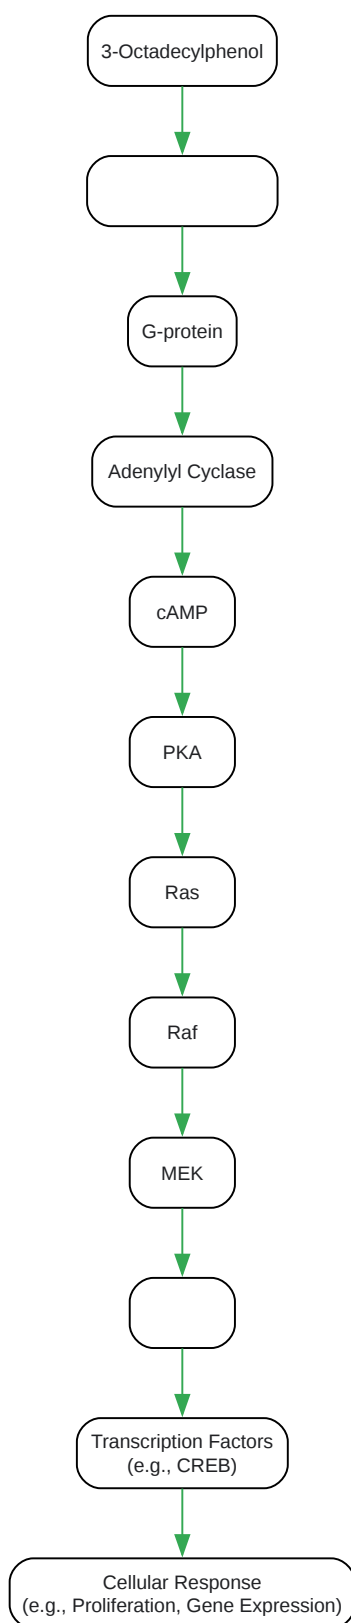 3-Octadecylphenol
G-protein
Adenylyl Cyclase
cAMP
PKA
Ras
Raf
MEK
Transcription Factors
(e.g., CREB)
Cellular Response
(e.g., Proliferation, Gene Expression)